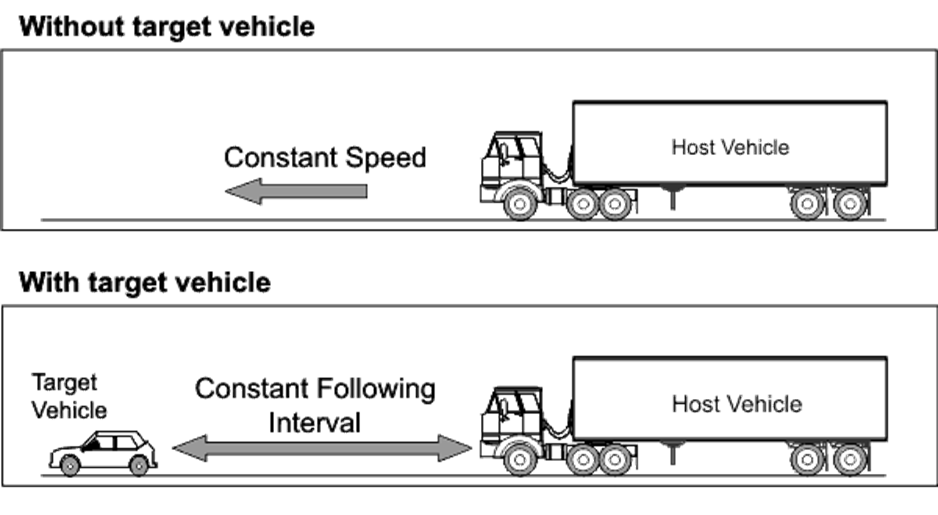 Without target vehicle
Host Vehicle
Constant Speed
With target vehicle
Target
Vehicle
Constant Following
Interval
Host Vehicle